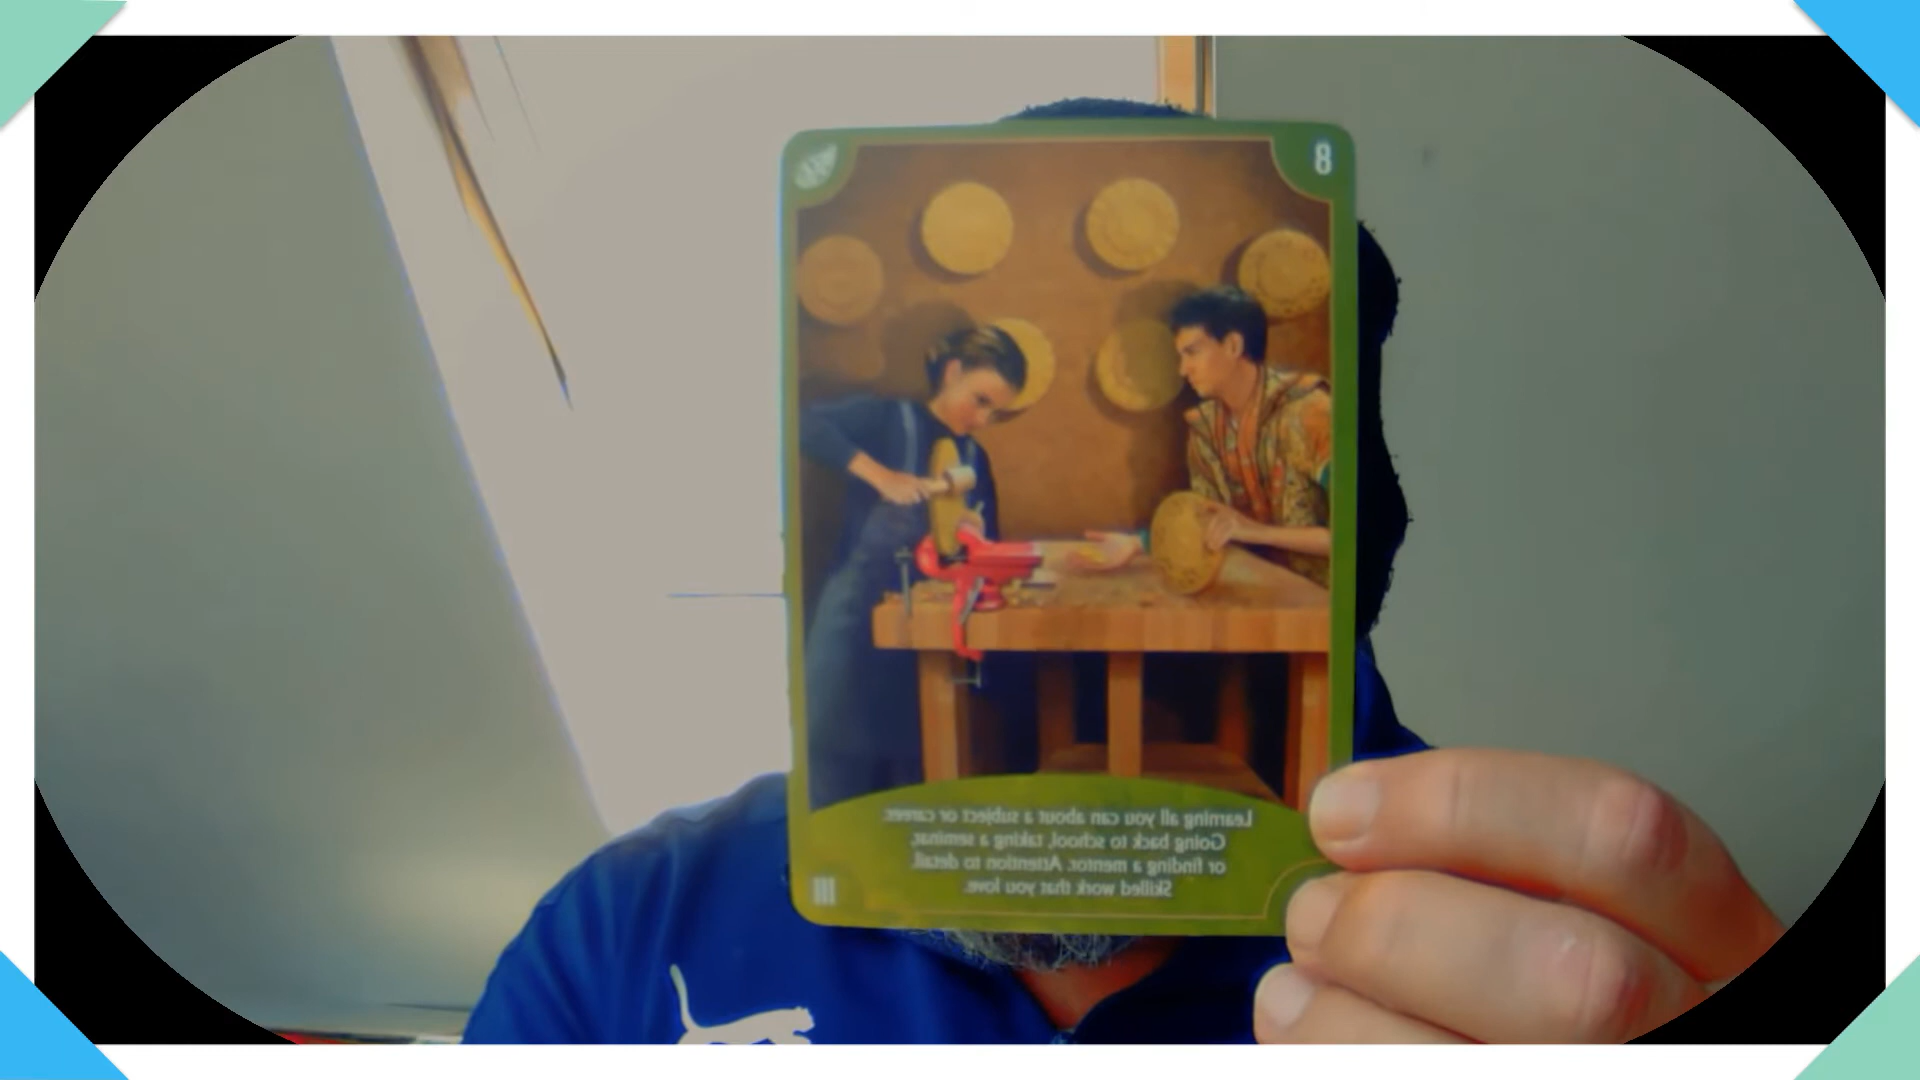 8
Learning all you can about a subject or career.
Going back to school, taking a seminar,
or finding a mentor. Attention to detail.
Skilled work that you love.
III